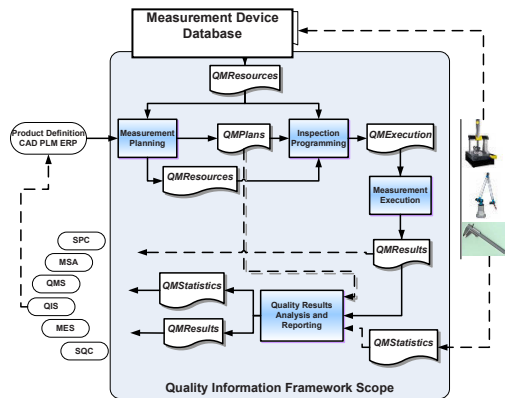 Measurement Device
Database
QMResources
Product Definition
CAD PLM ERP
Measurement
Planning
QMPlans
Inspection
Programming
QMExecution
QMResources
Measurement
Execution
SPC
MSA
QMS
QIS
MES
SQC
QMResults
QMStatistics
QMResults
Quality Results
Analysis and
Reporting
QMStatistics
Quality Information Framework Scope